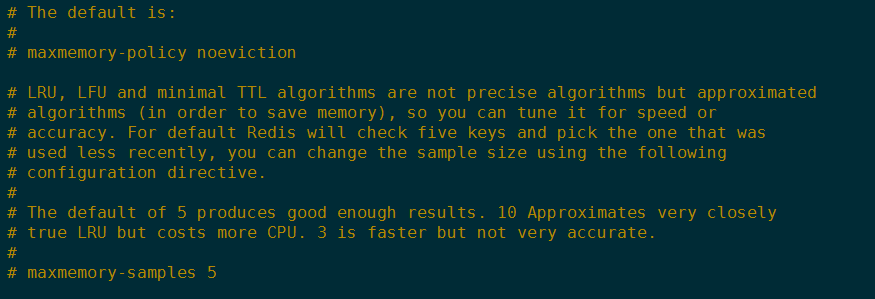 # The default is:
#
# maxmemory-policy noeviction
# LRU, LFU and minimal TTL algorithms are not precise algorithms but approximated
# algorithms (in order to save memory), so you can tune it for speed or
# accuracy. For default Redis will check five keys and pick the one that was
# used less recently, you can change the sample size using the following
# configuration directive.
#
# The default of 5 produces good enough results. 10 Approximates very closely
# true LRU but costs more CPU. 3 is faster but not very accurate.
#
# maxmemory-samples 5